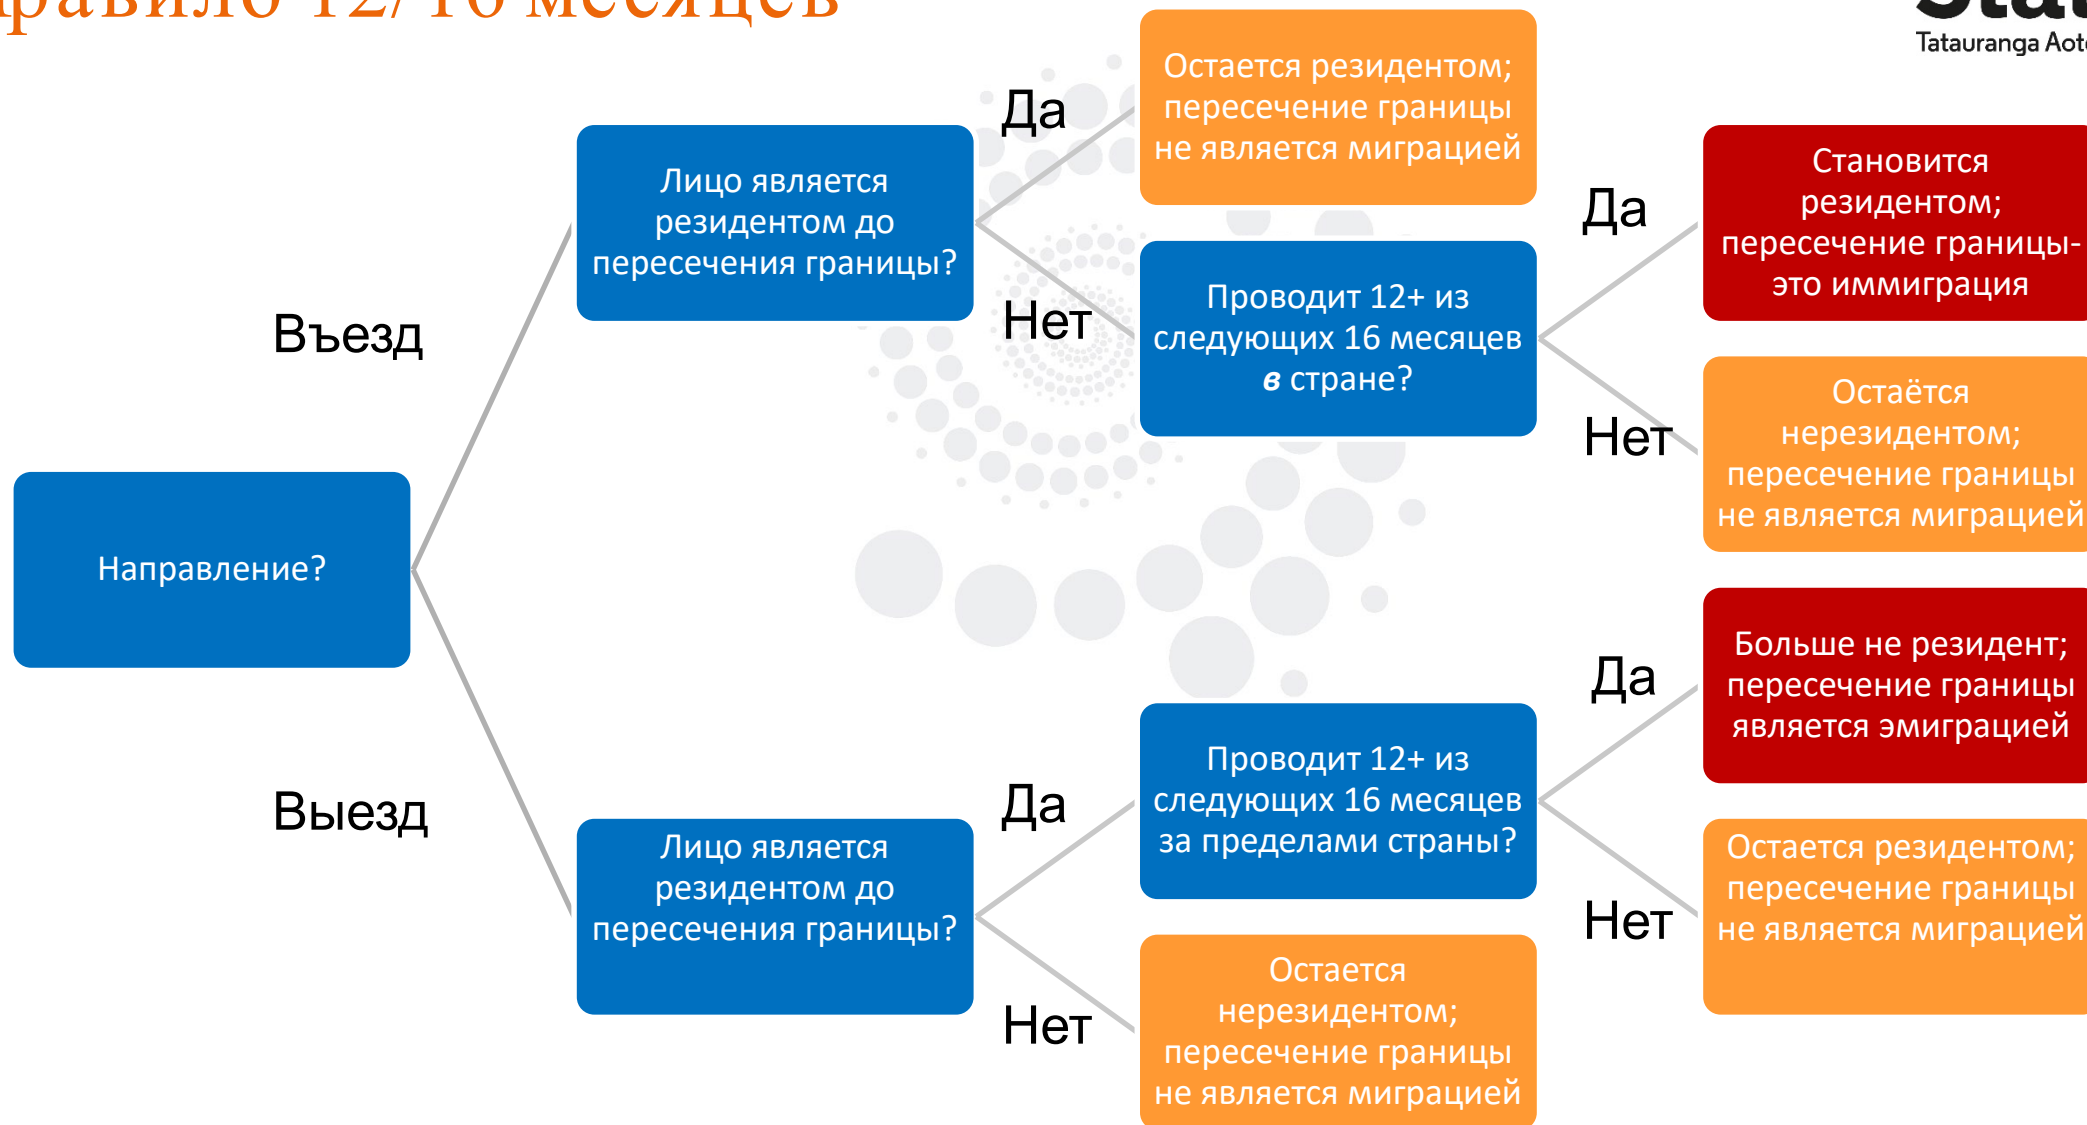 равило 12/16 месяцев
Tatauranga
Да
Остается резидентом;
пересечение границы
не является миграцией
Лицо является
резидентом до
пересечения границы?
Нет
Проводит 12+ из
следующих 16 месяцев
в стране?
Да
Становится
резидентом;
пересечение границы-
это иммиграция
Нет
Остаётся
нерезидентом;
пересечение границы
не является миграцией
Въезд
Направление?
Выезд
Лицо является
резидентом до
пересечения границы?
Да
Проводит 12+ из
следующих 16 месяцев
за пределами страны?
Да
Больше не резидент;
пересечение границы
является эмиграцией
Нет
Остается резидентом;
пересечение границы
не является миграцией
Нет
Остается
нерезидентом;
пересечение границы
не является миграцией